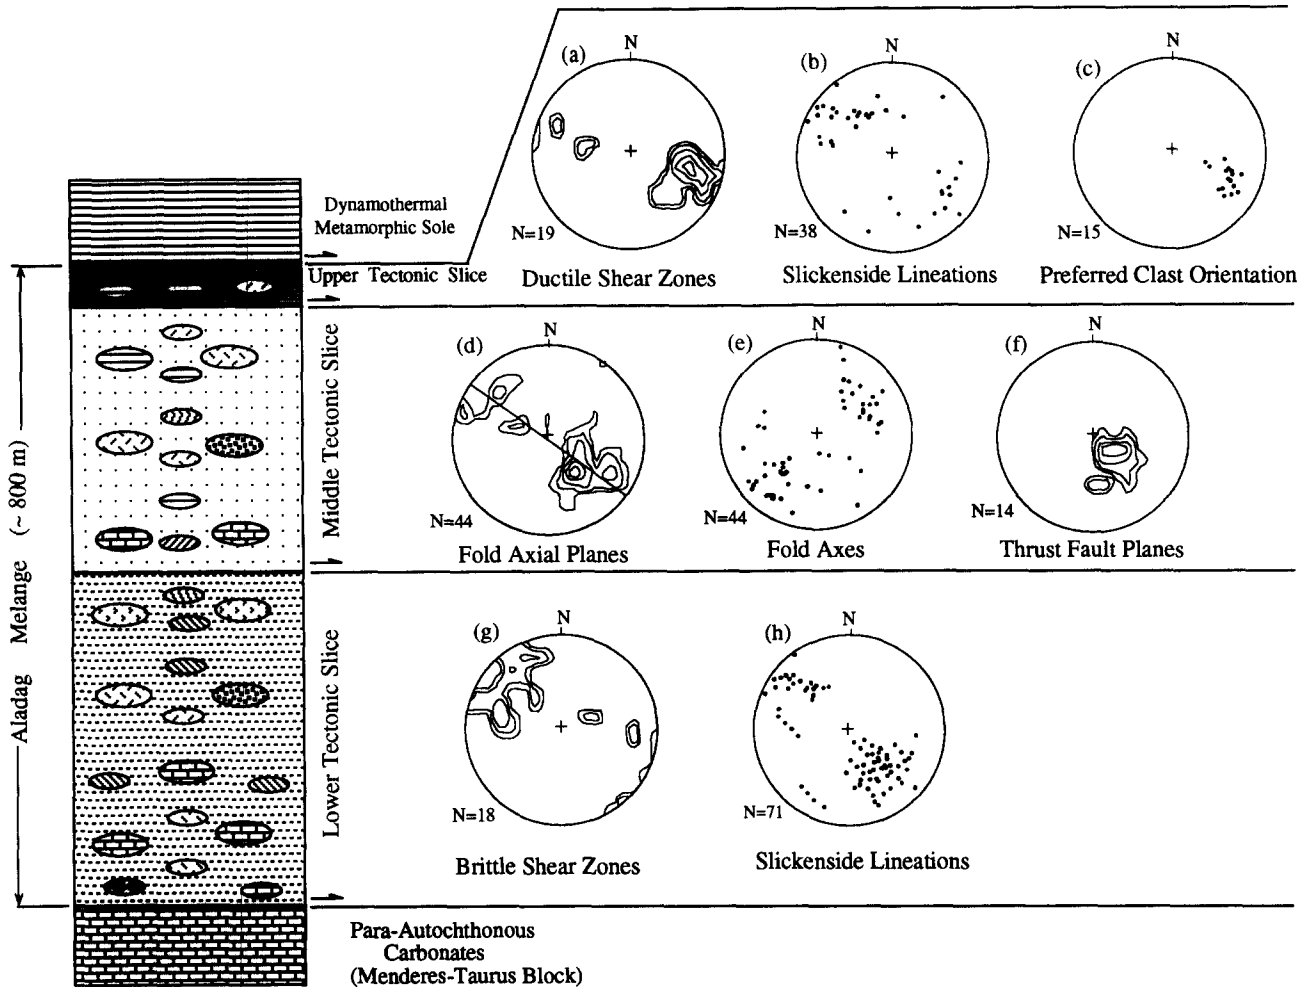 (a)
N
N=19
Ductile Shear Zones
(b)
N
N=38
Slickenside Lineations
(c)
N
N=15
Preferred Clast Orientation
Dynamothermal
Metamorphic Sole
Upper Tectonic Slice
Middle Tectonic Slice
(d)
N
N=44
Fold Axial Planes
(e)
N
N=44
Fold Axes
(f)
N
N=14
Thrust Fault Planes
Lower Tectonic Slice
(g)
N
N=18
Brittle Shear Zones
(h)
N
N=71
Slickenside Lineations
Aladag Melange (~ 800 m)
Para-Autochthonous
Carbonates
(Menderes-Taurus Block)